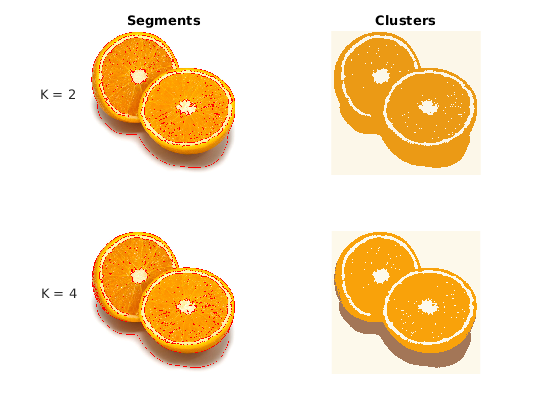 Segments Clusters
K = 2
K = 4